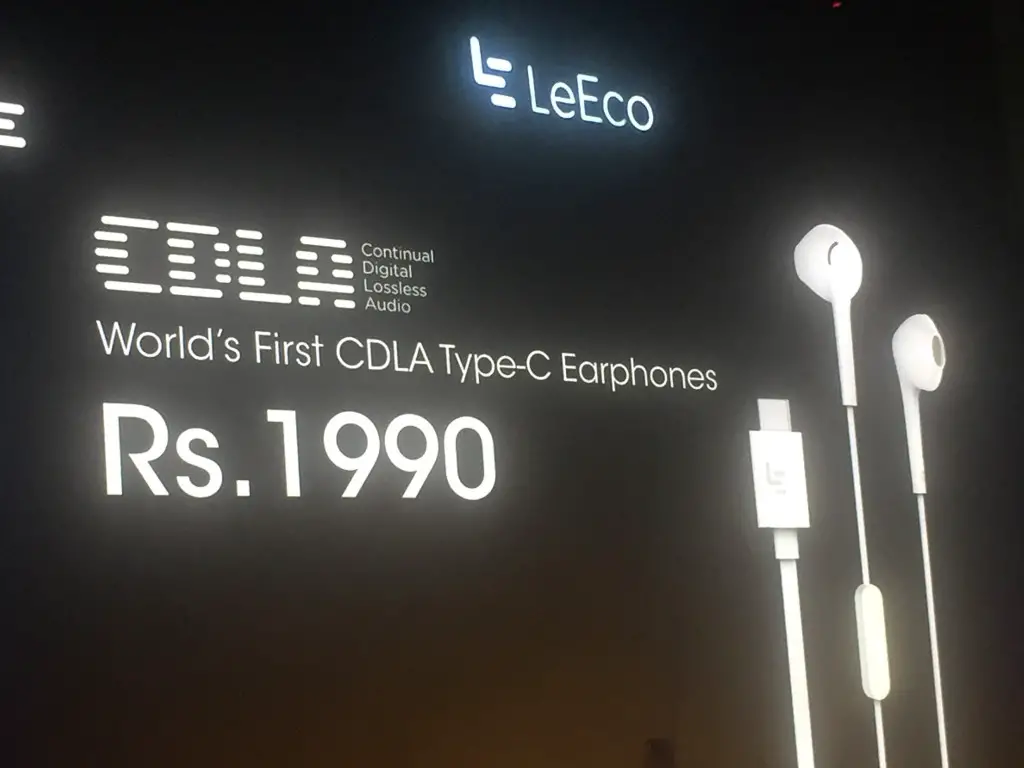 LeEco
CDLA
Continual
Digital
Lossless
Audio
World's First CDLA Type-C Earphones
Rs.1990